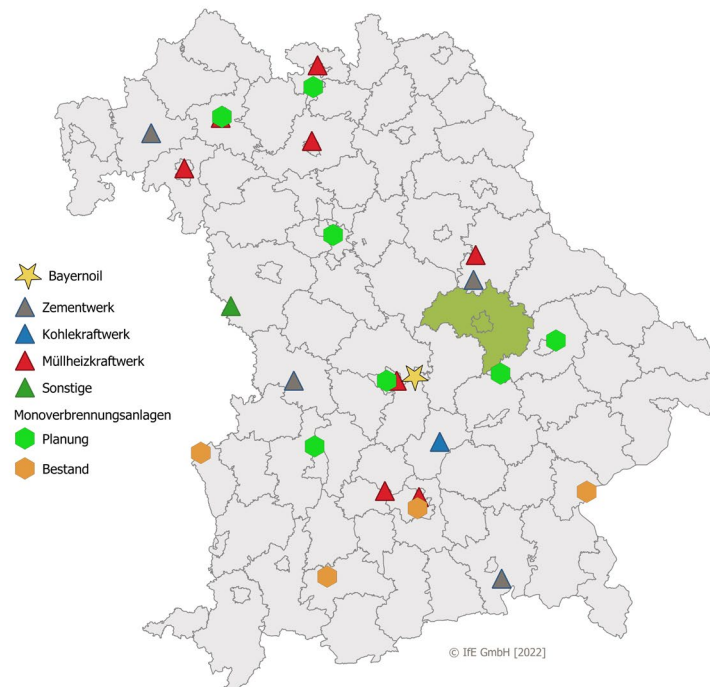 Bayernoil
Zementwerk
Kohlekraftwerk
Müllheizkraftwerk
Sonstige
Monoverbrennungsanlagen
Planung
Bestand
© IfE GmbH [2022]